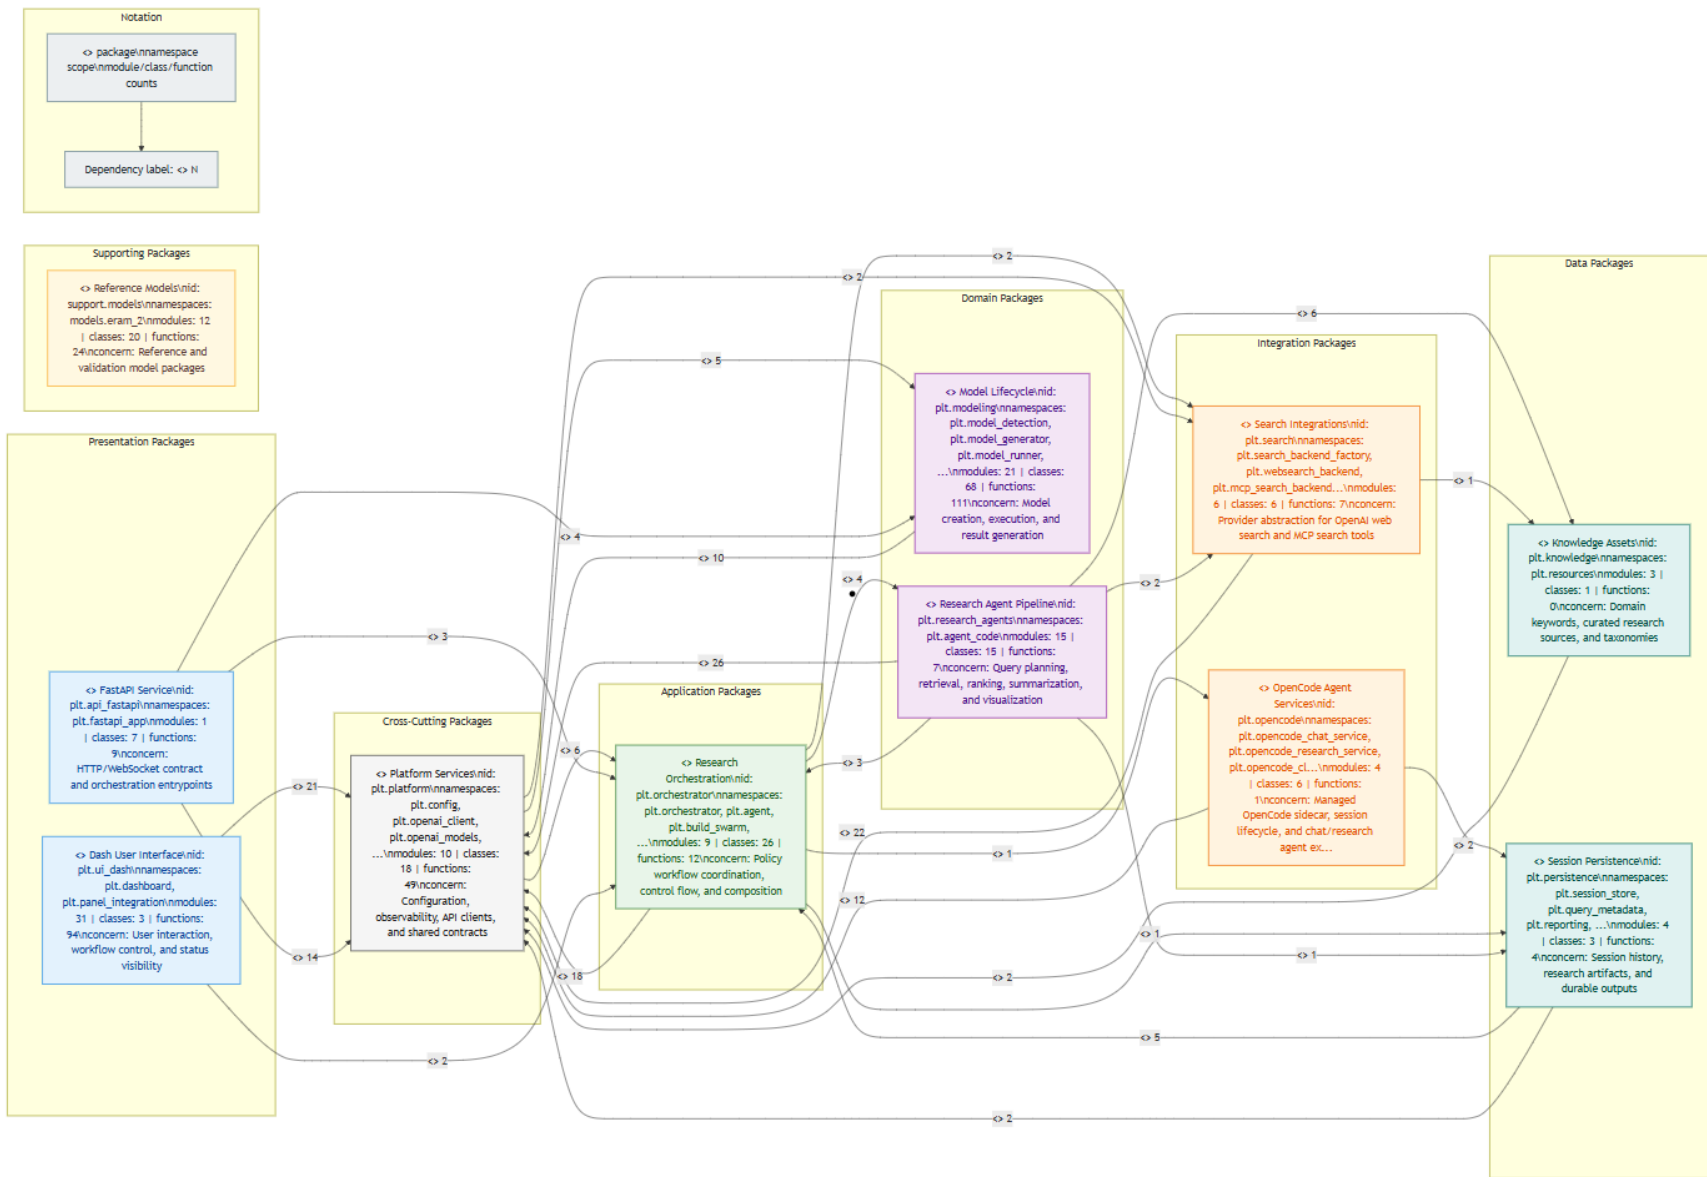 Notation
<> package\nnamespace
scope\nmodule/class/function
counts
Dependency label: <> N
Supporting Packages
<> Reference Models\nid:
support.models\nnamespaces:
models.eram_2\nmodules: 12
| classes: 20 | functions:
24\nconcern: Reference and
validation model packages
Presentation Packages
<> FastAPI Service\nid:
plt.api_fastapi\nnamespaces:
plt.fastapi_app\nmodules: 1
| classes: 7 | functions:
9\nconcern:
HTTP/WebSocket contract
and orchestration entrypoints
<> Dash User Interface\nid:
plt.ui_dash\nnamespaces:
plt.dashboard,
plt.panel_integration\nmodules:
31 | classes: 3 | functions:
94\nconcern: User interaction,
workflow control, and status
visibility
Cross-Cutting Packages
<> Platform Services\nid:
plt.platform\nnamespaces:
plt.config,
plt.openai_client,
plt.openai_models,
...\nmodules: 10 | classes:
18 | functions:
49\nconcern:
Configuration,
observability, API clients,
and shared contracts
Application Packages
<> Research
Orchestration\nid:
plt.orchestrator\nnamespaces:
plt.orchestrator, plt.agent,
plt.build_swarm,
...\nmodules: 9 | classes: 26 |
functions: 12\nconcern: Policy
workflow coordination,
control flow, and composition
Domain Packages
<> Model Lifecycle\nid:
plt.modeling\nnamespaces:
plt.model_detection,
plt.model_generator,
plt.model_runner,
...\nmodules: 21 | classes:
68 | functions:
111\nconcern: Model
creation, execution, and
result generation
<> Research Agent Pipeline\nid:
plt.research_agents\nnamespaces:
plt.agent_code\nmodules: 15 |
classes: 15 | functions:
7\nconcern: Query planning,
retrieval, ranking, summarization,
and visualization
Integration Packages
<> Search Integrations\nid:
plt.search\nnamespaces:
plt.search_backend_factory,
plt.websearch_backend,
plt.mcp_search_backend...\nmodules:
6 | classes: 6 | functions: 7\nconcern:
Provider abstraction for OpenAI web
search and MCP search tools
<> OpenCode Agent
Services\nid:
plt.opencode\nnamespaces:
plt.opencode_chat_service,
plt.opencode_research_service,
plt.opencode_cl...\nmodules: 4
| classes: 6 | functions:
1\nconcern: Managed
OpenCode sidecar, session
lifecycle, and chat/research
agent ex...
Data Packages
<> Knowledge Assets\nid:
plt.knowledge\nnamespaces:
plt.resources\nmodules: 3 |
classes: 1 | functions:
0\nconcern: Domain
keywords, curated research
sources, and taxonomies
<> Session Persistence\nid:
plt.persistence\nnamespaces:
plt.session_store,
plt.query_metadata,
plt.reporting, ...\nmodules: 4
| classes: 3 | functions:
4\nconcern: Session history,
research artifacts, and
durable outputs
<> 2
<> 2
<> 6
<> 5
<> 1
<> 4
<> 10
<> 4
<> 2
<> 3
<> 26
<> 6
<> 3
<> 21
<> 22
<> 2
<> 1
<> 12
<> 1
<> 14
<> 1
<> 18
<> 2
<> 5
<> 2
<> 2